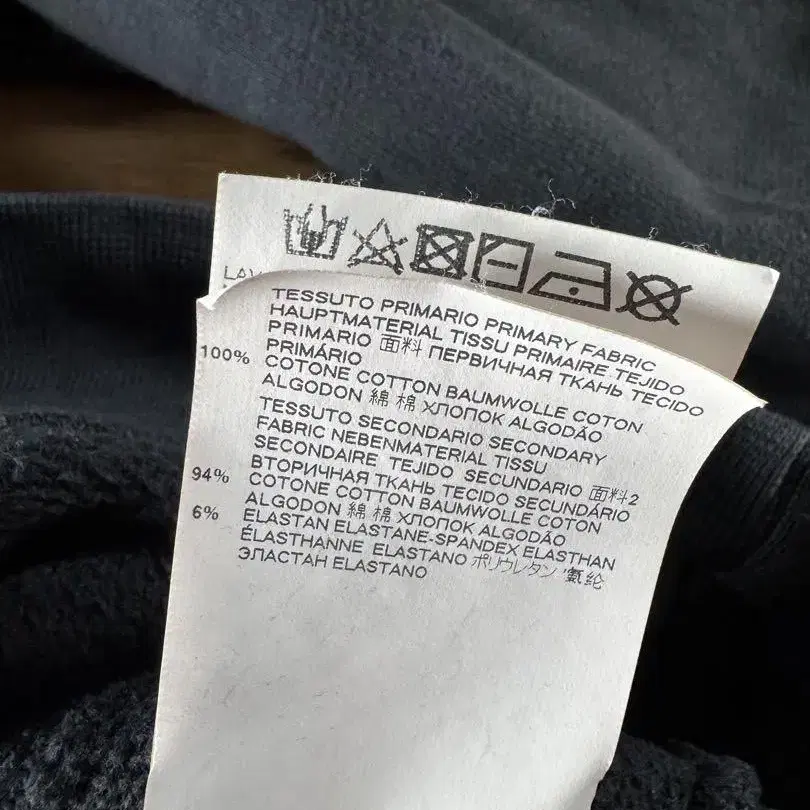 LAV
TESSUTO PRIMARIO PRIMARY FABRIC
HAUPTMATERIAL TISSU PRIMAIRE TEJIDO
PRIMARIO 面料 ПЕРВИЧНАЯ ТКАНЬ TECIDO
PRIMÁRIO
100% COTONE COTTON BAUMWOLLE COTON
ALGODON 綿 棉 ХЛОПОК ALGODÃO
TESSUTO SECONDARIO SECONDARY
FABRIC NEBENMATERIAL TISSU
SECONDAIRE TEJIDO SECUNDARIO 面料2
ВТОРИЧНАЯ ТКАНЬ TECIDO SECUNDÁRIO
94% COTONE COTTON BAUMWOLLE COTON
ALGODON 綿 棉 ХЛОПОК ALGODÃO
6% ELASTAN ELASTANE-SPANDEX ELASTHAN
ÉLASTHANNE ELASTANO ポリウレタン 氨纶
ЭЛАСТАН ELASTANO